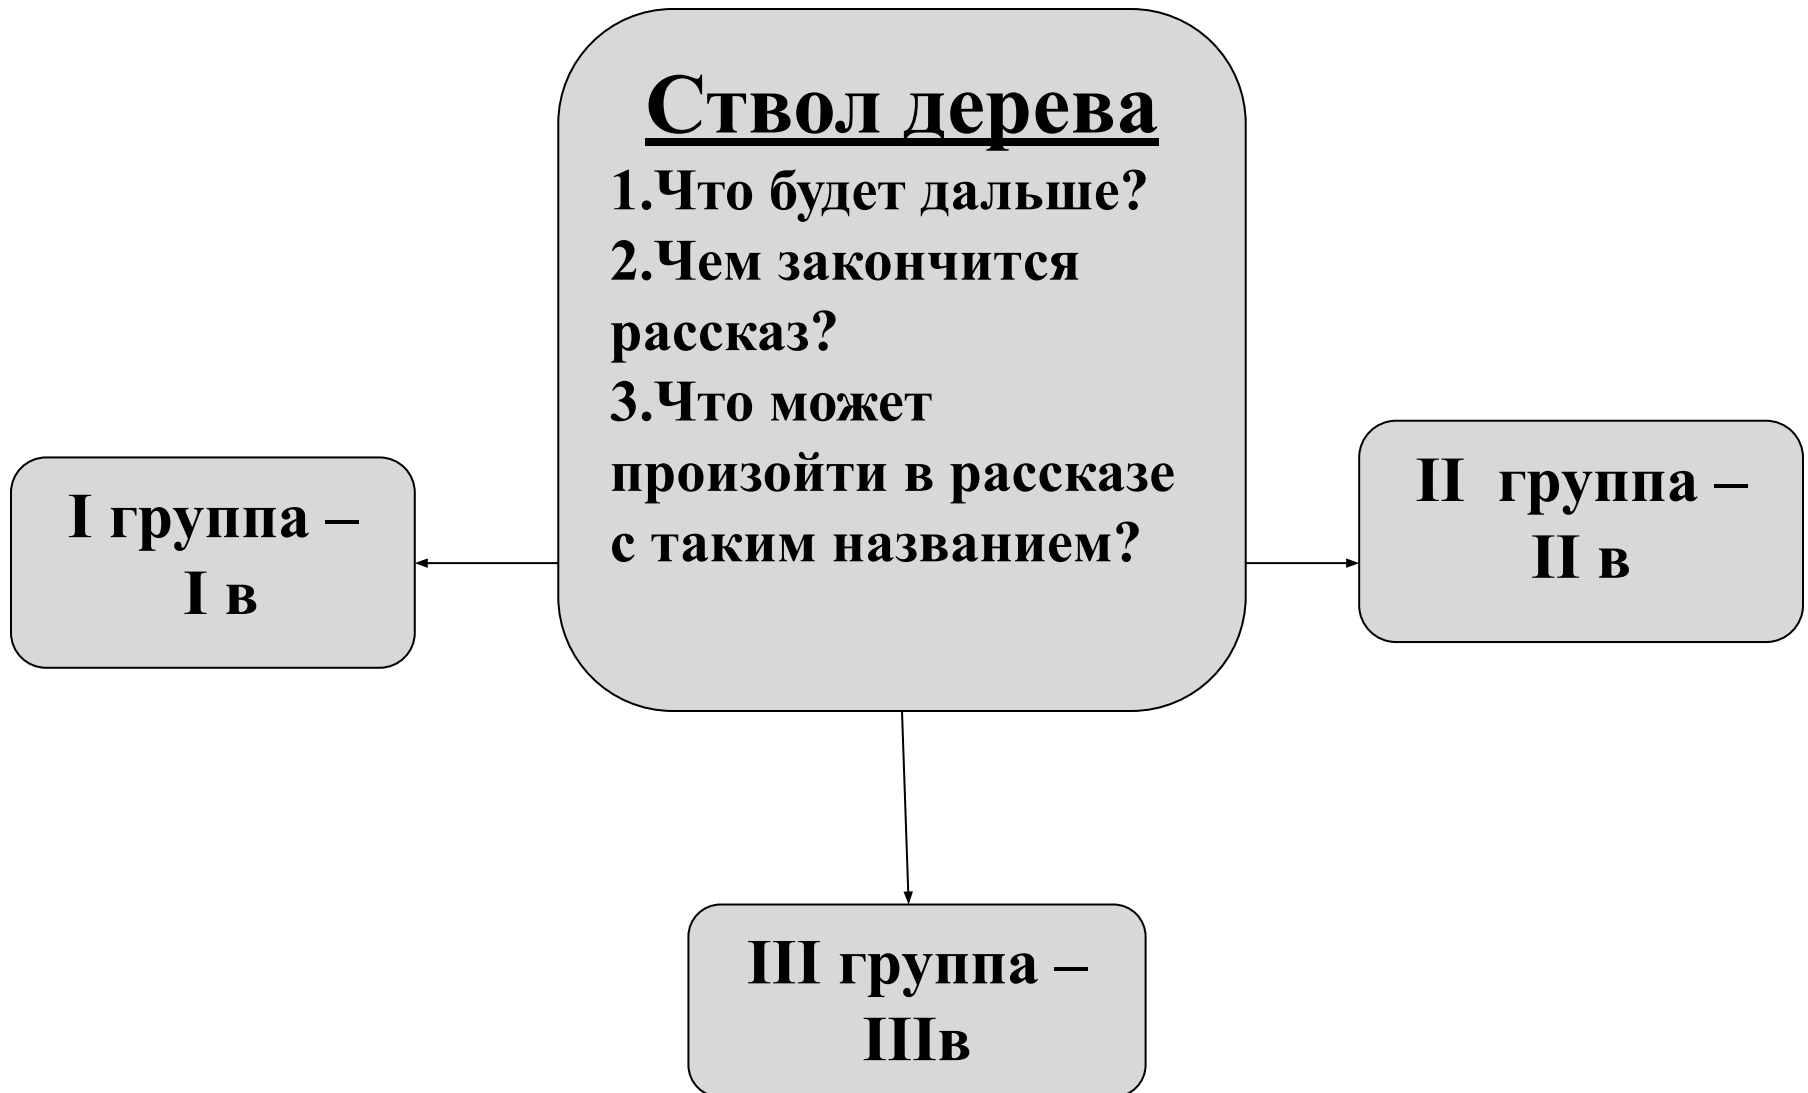 Ствол дерева
1.Что будет дальше?
2.Чем закончится
рассказ?
3.Что может
произойти в рассказе
с таким названием?
I группа –
I в
II  группа –
II в
III группа –
IIIв